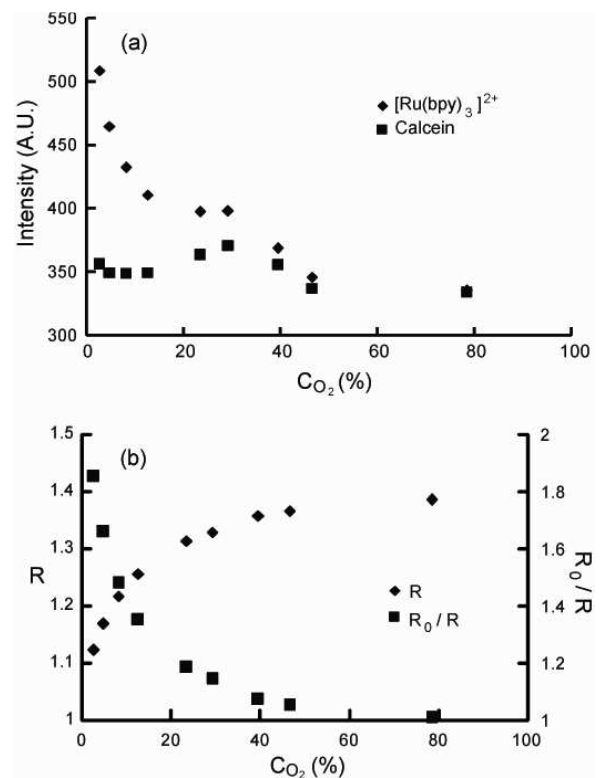 (a)
550
500
450
400
350
300
Intensity (A.U.)
◆ [Ru(bpy)₃]²⁺
■ Calcein
0 20 40 60 80 100
C_O₂(%)
(b)
1.5
1.4
1.3
1.2
1.1
1
R
2
1.8
1.6
1.4
1.2
1
R₀/R
◆ R
■ R₀/R
0 20 40 60 80 100
C_O₂(%)